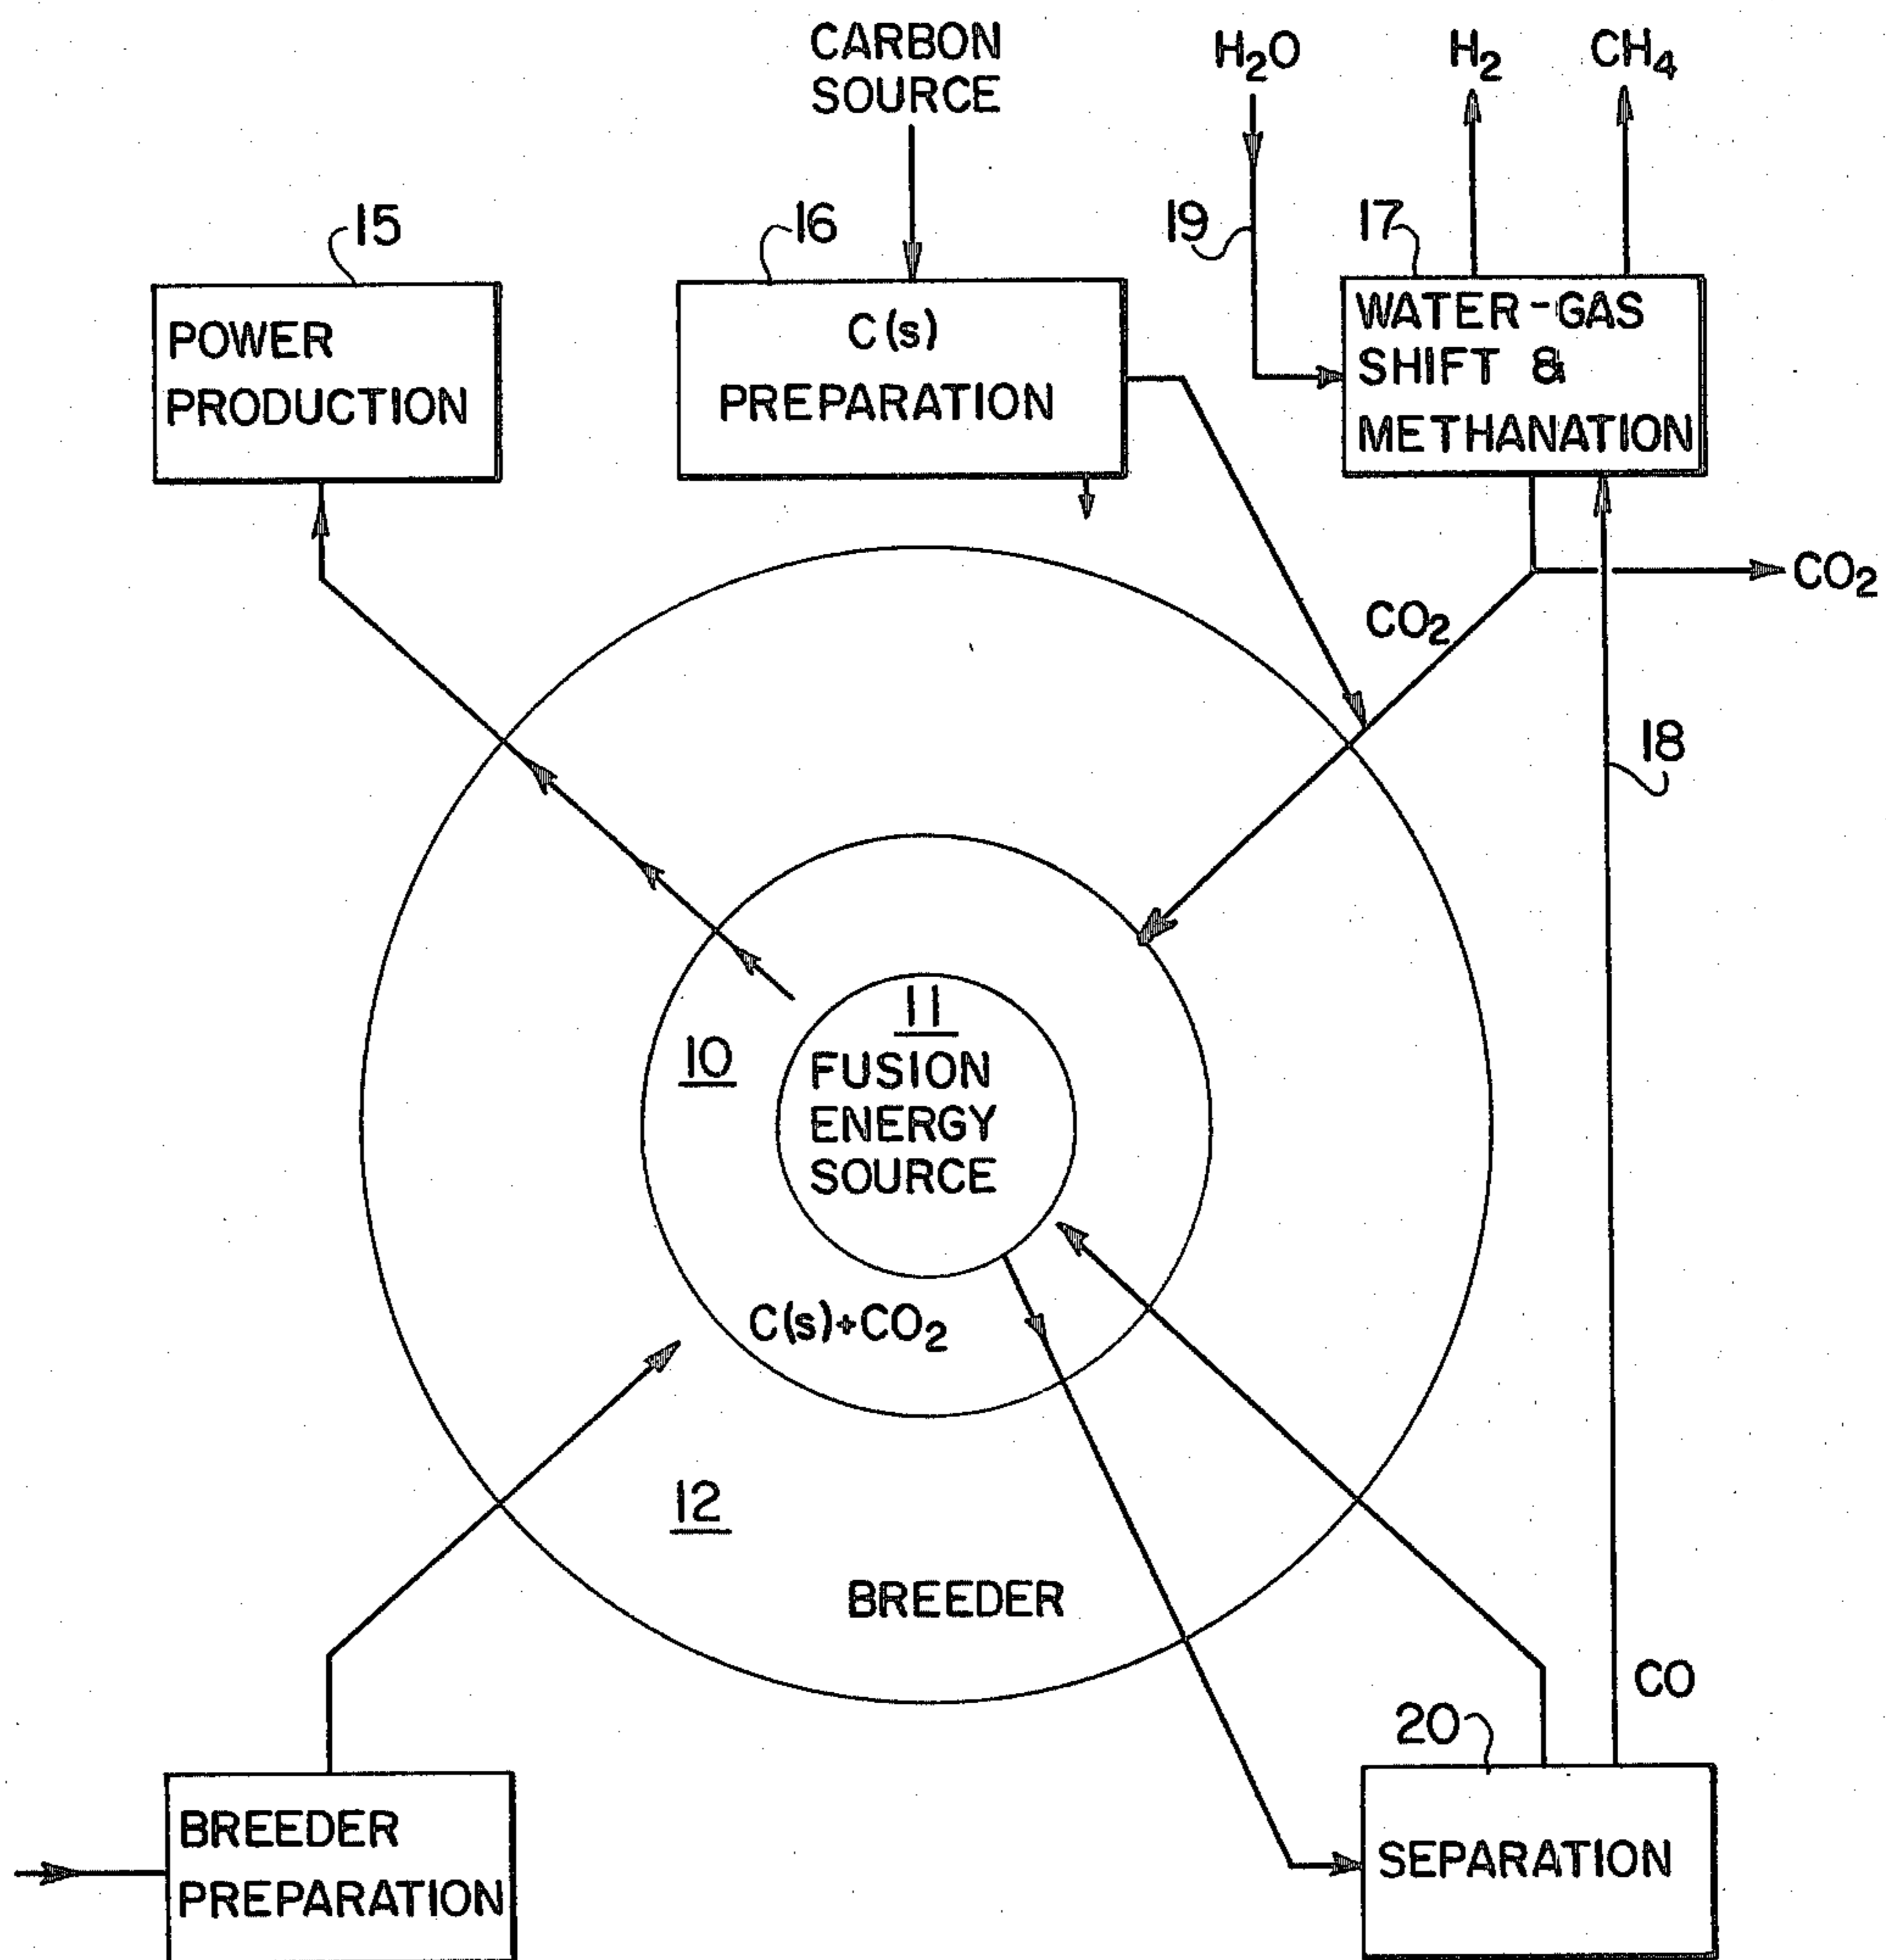 CARBON
SOURCE
H₂O
H₂
CH₄
15
16
19
17
POWER
PRODUCTION
C(s)
PREPARATION
WATER-GAS
SHIFT &
METHANATION
CO₂
CO₂
18
11
FUSION
ENERGY
SOURCE
10
C(s)+CO₂
12
BREEDER
CO
20
BREEDER
PREPARATION
SEPARATION